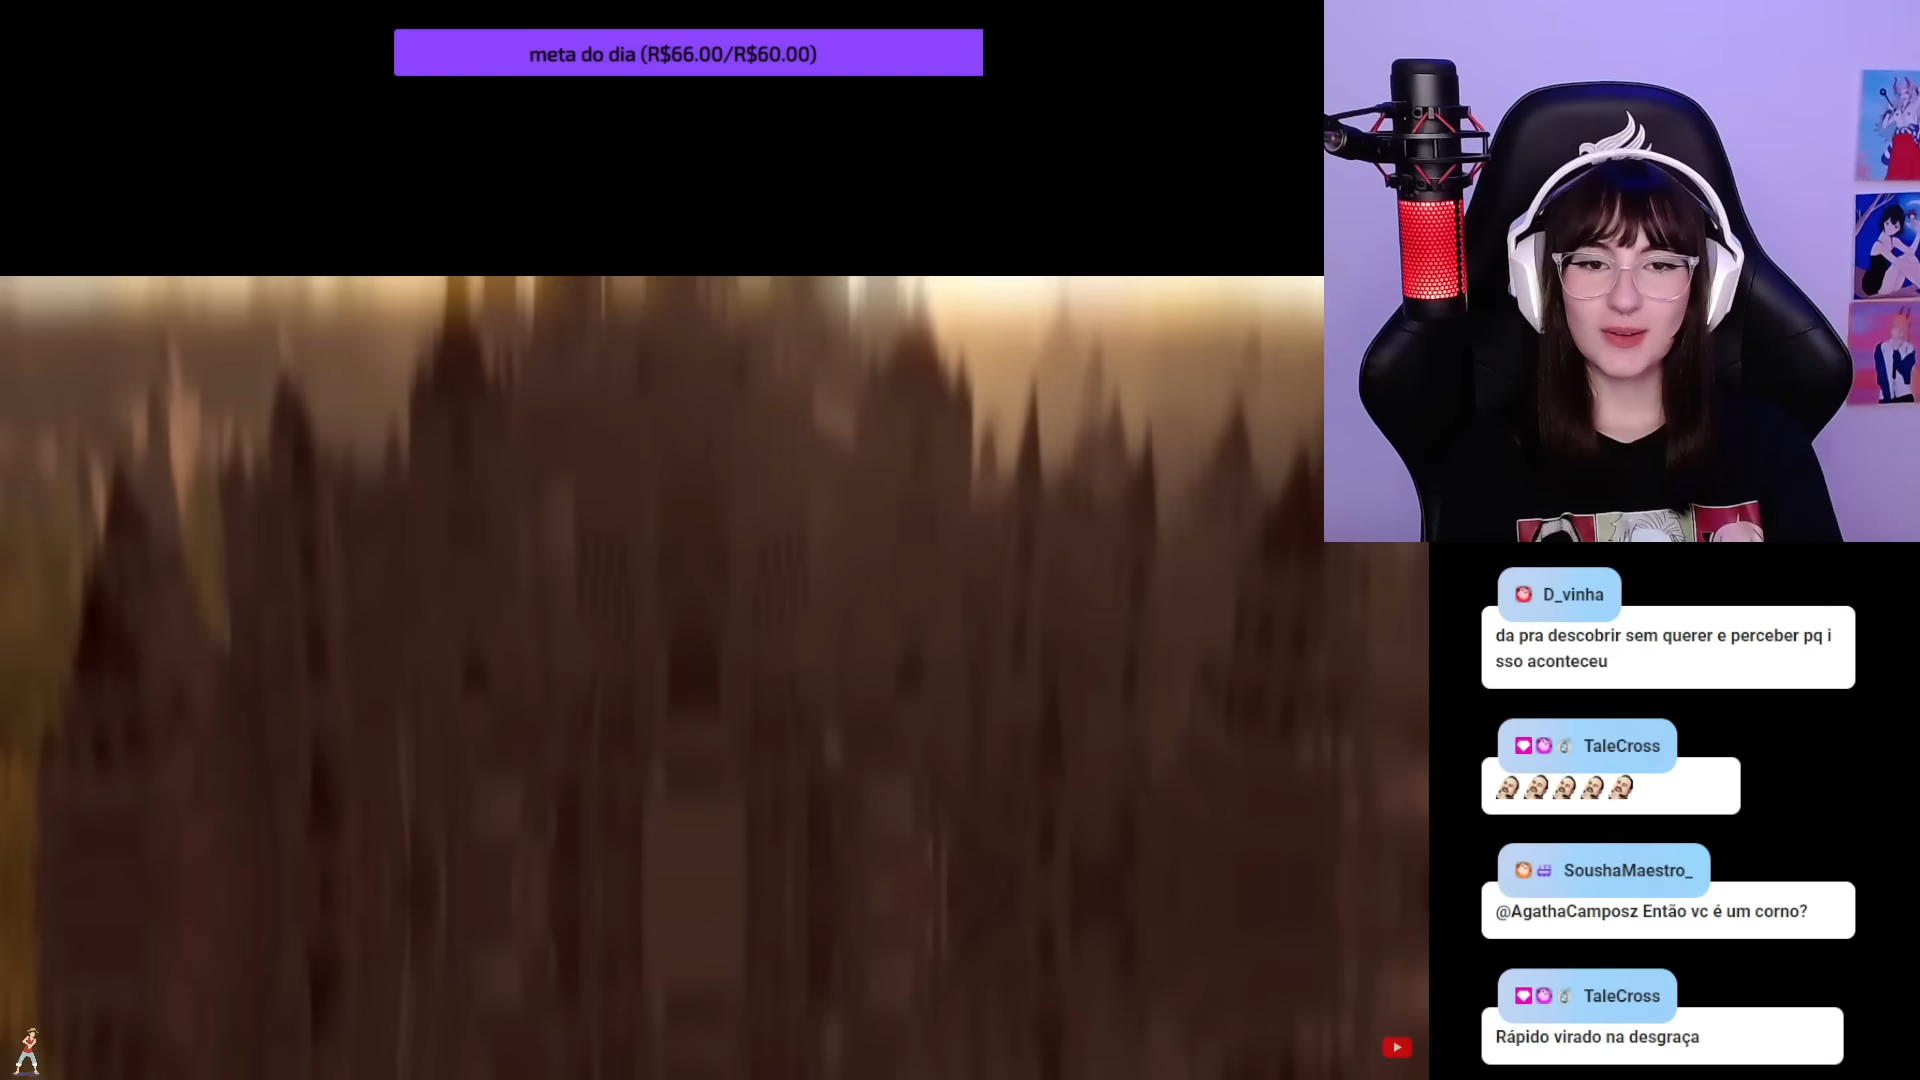 meta do dia (R$66.00/R$60.00)
D_vinha
da pra descobrir sem querer e perceber pq i
sso aconteceu
TaleCross
SoushaMaestro_
@AgathaCamposz Então vc é um corno?
TaleCross
Rápido virado na desgraça